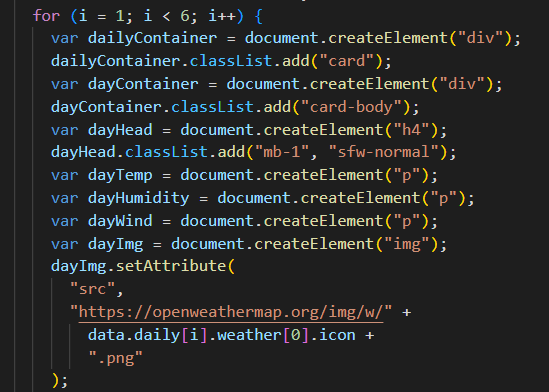 for (i = 1; i < 6; i++) {
var dailyContainer = document.createElement("div");
dailyContainer.classList.add("card");
var dayContainer = document.createElement("div");
dayContainer.classList.add("card-body");
var dayHead = document.createElement("h4");
dayHead.classList.add("mb-1", "sfw-normal");
var dayTemp = document.createElement("p");
var dayHumidity = document.createElement("p");
var dayWind = document.createElement("p");
var dayImg = document.createElement("img");
dayImg.setAttribute(
"src",
"https://openweathermap.org/img/w/" +
data.daily[i].weather[0].icon +
".png"
);